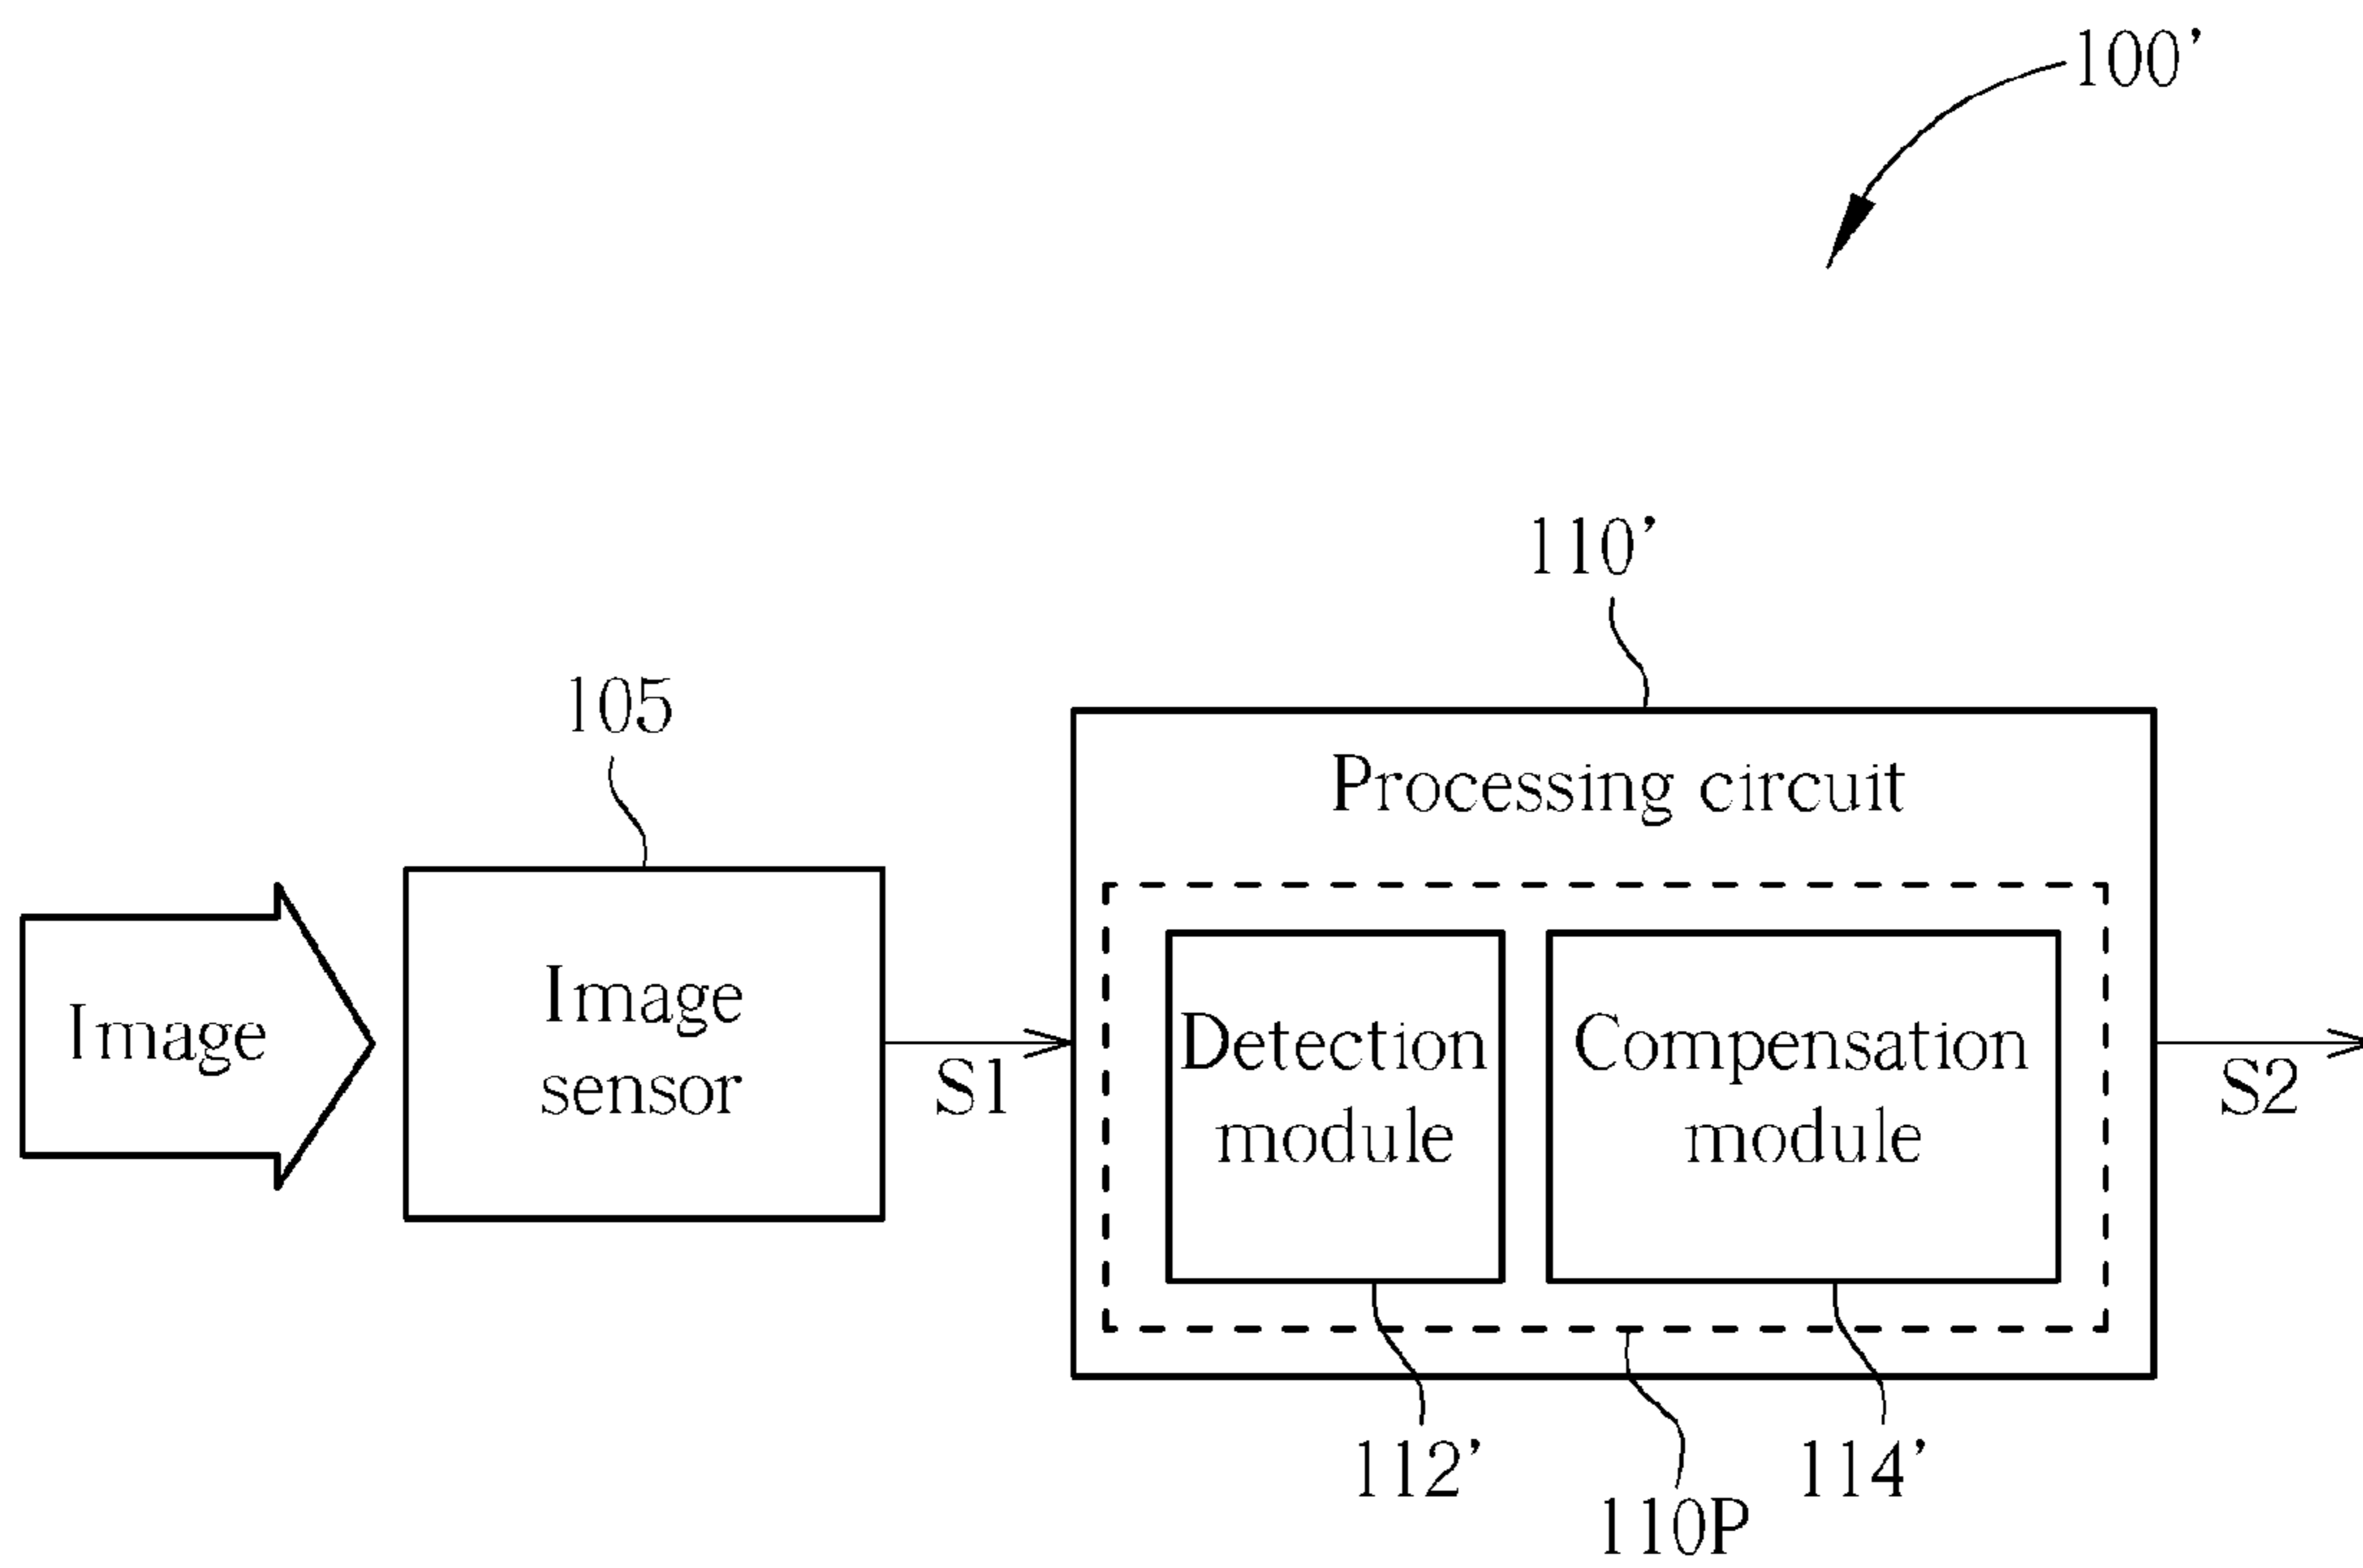 100’
110’
105
Processing circuit
Image
Image
sensor
S1
Detection
module
Compensation
module
S2
112’
114’
110P